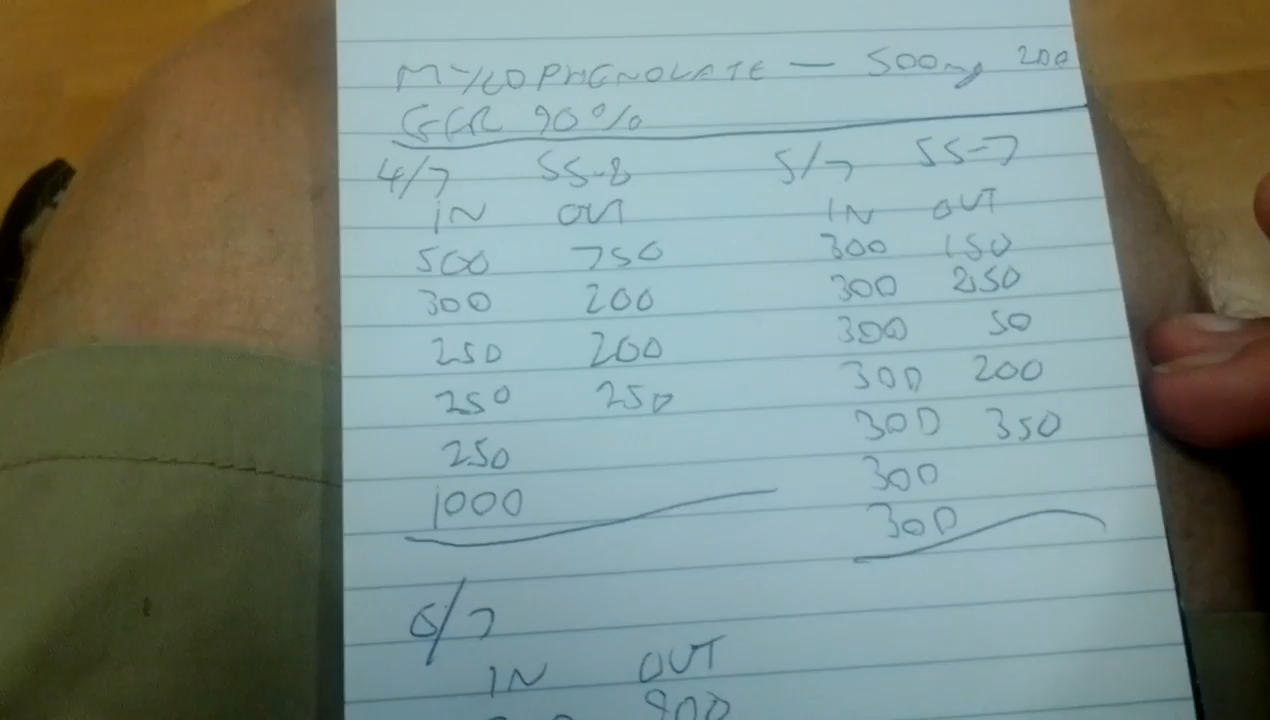 MYCOPHENOLATE — 500mg 200
GFR 90%
4/7 55-8 5/7 55-7
IN OUT IN OUT
500 750 300 150
300 200 300 250
250 200 300 50
250 250 300 200
250 300 350
1000 300
300
6/7
IN OUT